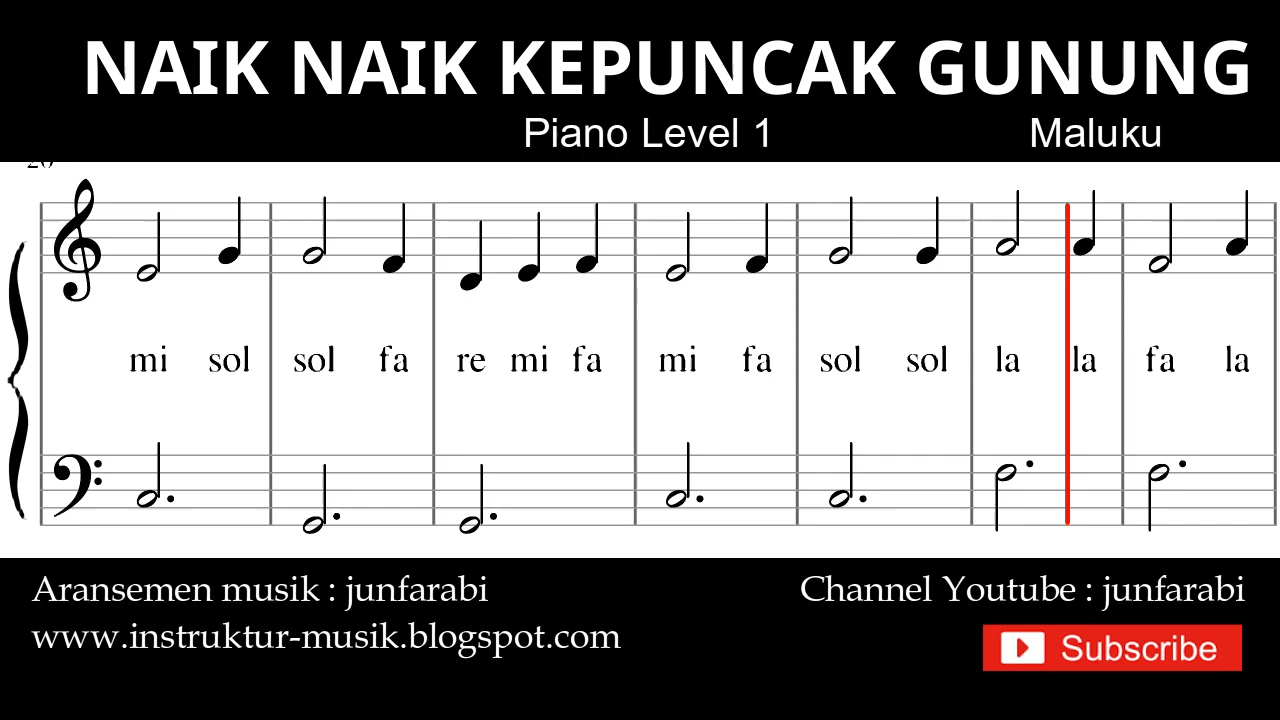 NAIK NAIK KEPUNCAK GUNUNG
Piano Level 1 Maluku
20
mi sol sol fa re mi fa mi fa sol sol la la fa la
Aransemen musik : junfarabi Channel Youtube : junfarabi
www.instruktur-musik.blogspot.com
Subscribe